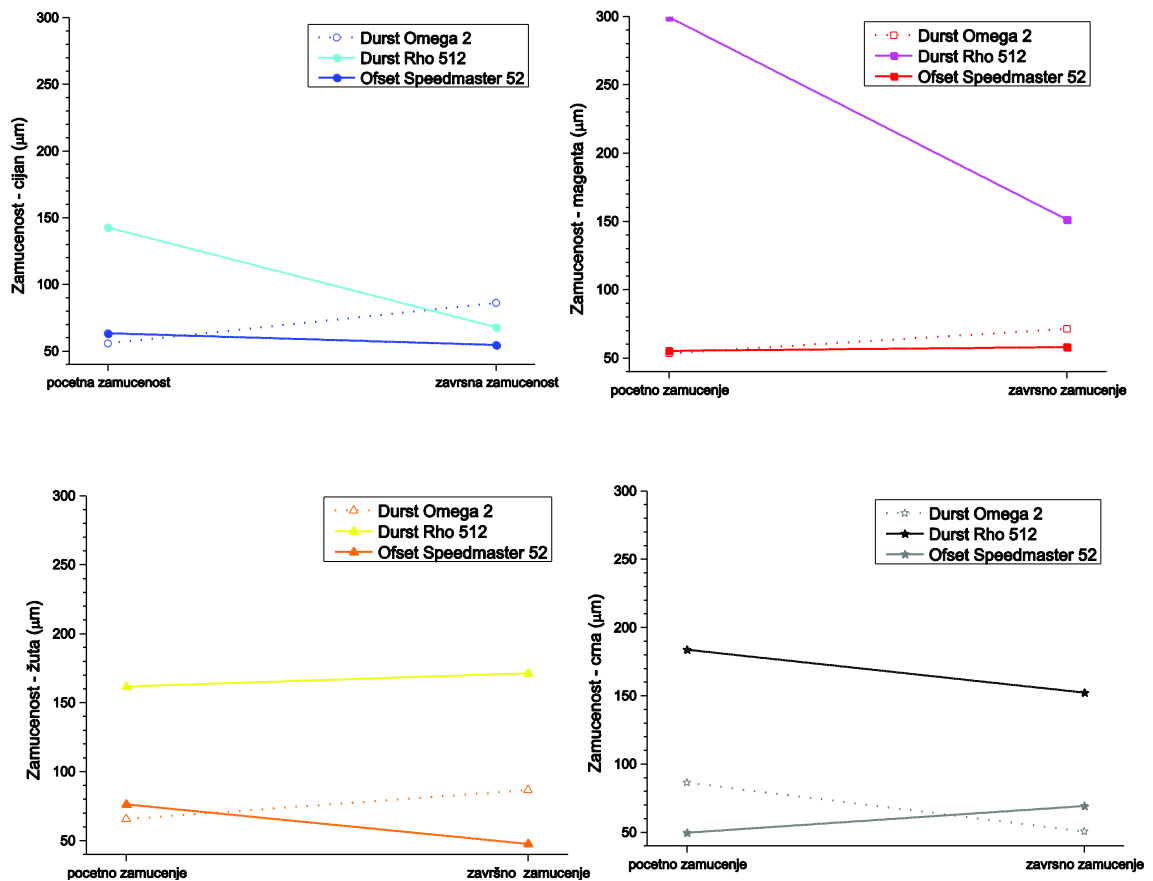 300
250
200
150
100
50
Zamucenost - cijan (μm)
Durst Omega 2
Durst Rho 512
Ofset Speedmaster 52
pocetna zamucenost
zavrsna zamucenost
300
250
200
150
100
50
Zamucenost - magenta (μm)
Durst Omega 2
Durst Rho 512
Ofset Speedmaster 52
pocetno zamucenje
zavrsno zamucenje
300
250
200
150
100
50
Zamucenost - žuta (μm)
Durst Omega 2
Durst Rho 512
Ofset Speedmaster 52
pocetno zamucenje
završno zamucenje
300
250
200
150
100
50
Zamucenost - crna (μm)
Durst Omega 2
Durst Rho 512
Ofset Speedmaster 52
pocetno zamucenje
zavrsno zamucenje